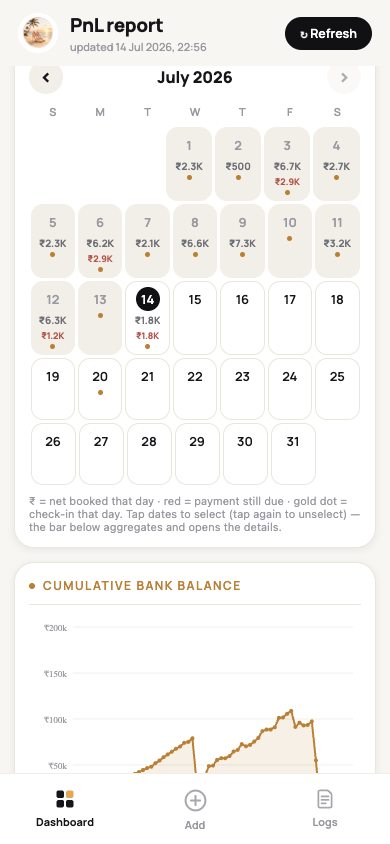 PnL report
updated 14 Jul 2026, 22:56
↻ Refresh
July 2026
S M T W T F S
1 2 3 4
₹2.3K ₹500 ₹6.7K ₹2.7K
₹2.9K
5 6 7 8 9 10 11
₹2.3K ₹6.2K ₹2.1K ₹6.6K ₹7.3K ₹3.2K
₹2.9K
12 13 14 15 16 17 18
₹6.3K ₹1.8K
₹1.2K ₹1.8K
19 20 21 22 23 24 25
26 27 28 29 30 31
₹ = net booked that day · red = payment still due · gold dot =
check-in that day. Tap dates to select (tap again to unselect) —
the bar below aggregates and opens the details.
CUMULATIVE BANK BALANCE
₹200k
₹150k
₹100k
₹50k
Dashboard Add Logs